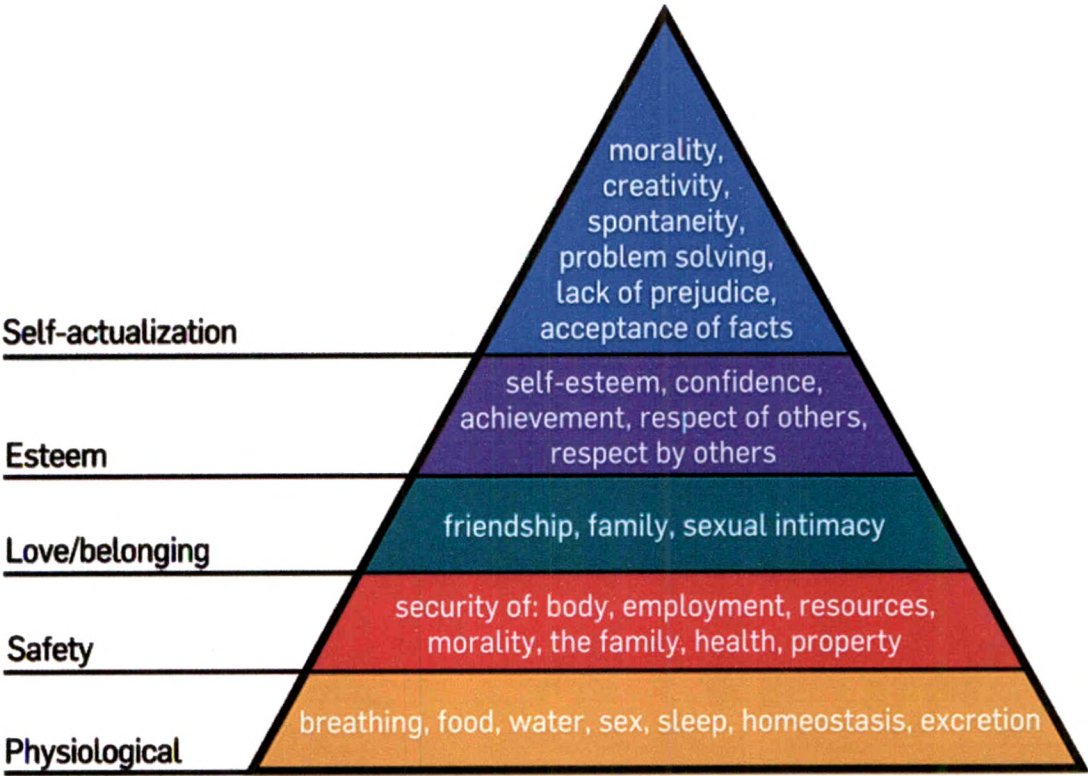 morality,
creativity,
spontaneity,
problem solving,
lack of prejudice,
acceptance of facts
Self-actualization
self-esteem, confidence,
achievement, respect of others,
respect by others
Esteem
friendship, family, sexual intimacy
Love/belonging
security of: body, employment, resources,
morality, the family, health, property
Safety
breathing, food, water, sex, sleep, homeostasis, excretion
Physiological